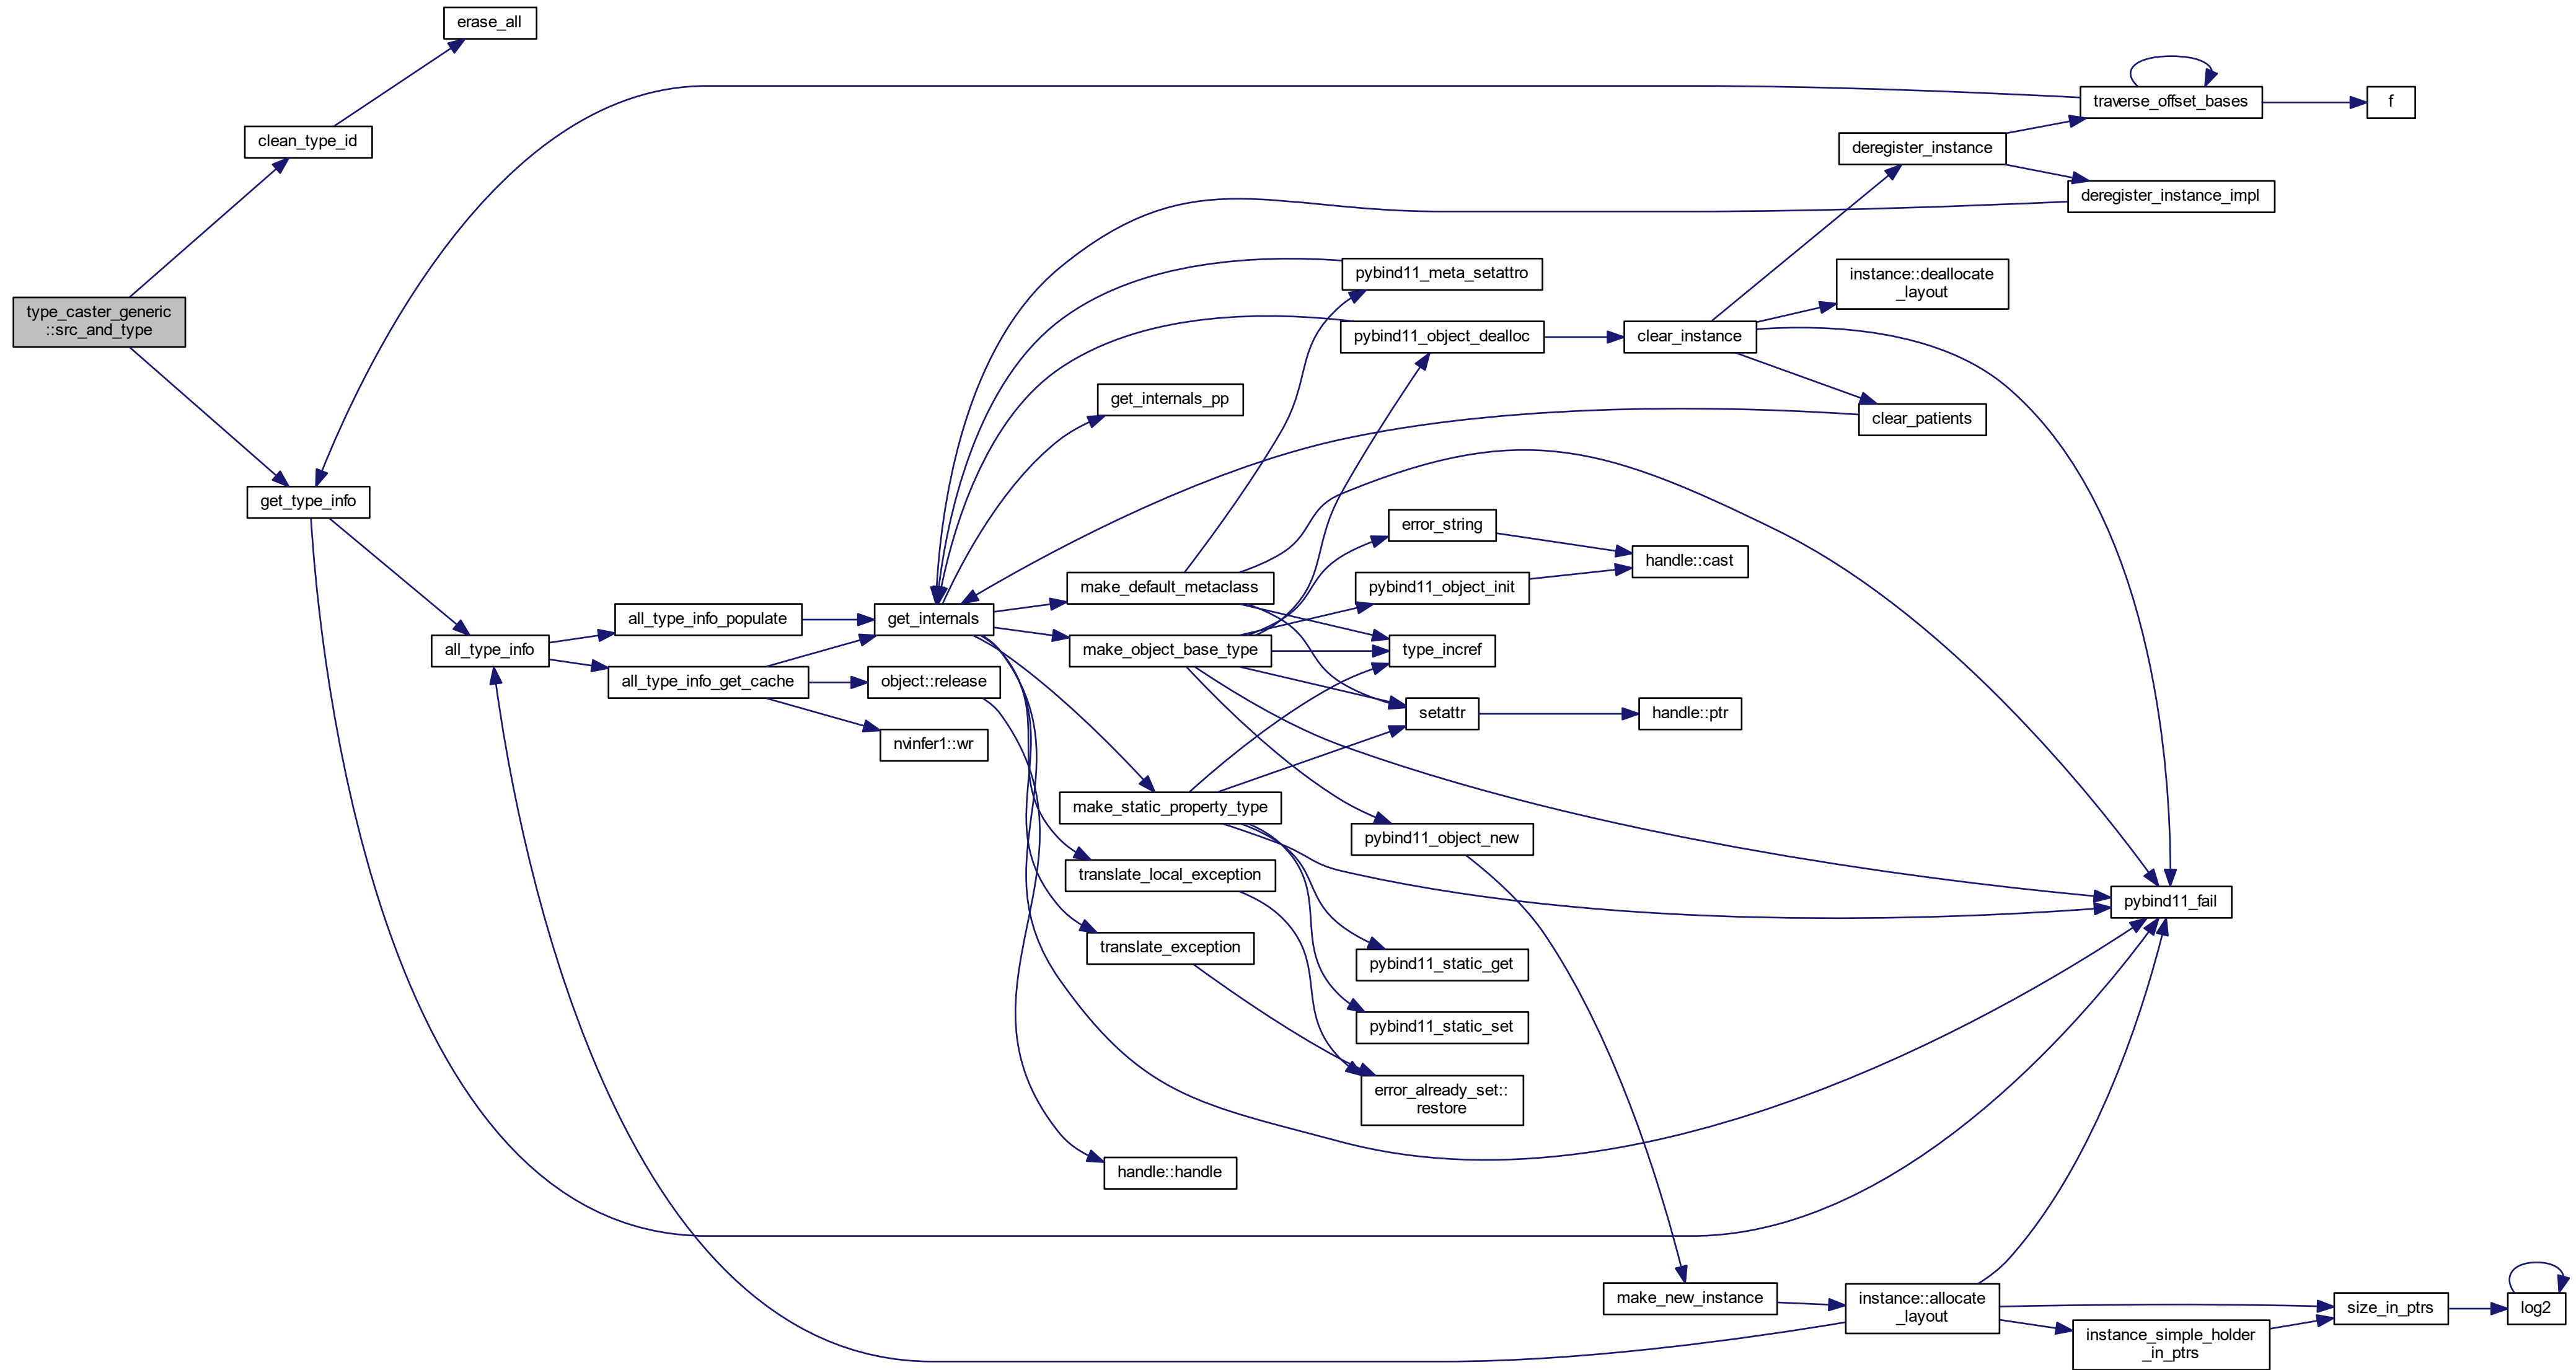 erase_all
traverse_offset_bases
f
clean_type_id
deregister_instance
deregister_instance_impl
pybind11_meta_setattro
instance::deallocate
_layout
type_caster_generic
::src_and_type
pybind11_object_dealloc
clear_instance
get_internals_pp
clear_patients
get_type_info
error_string
handle::cast
make_default_metaclass
pybind11_object_init
all_type_info_populate
get_internals
all_type_info
make_object_base_type
type_incref
all_type_info_get_cache
object::release
setattr
handle::ptr
nvinfer1::wr
make_static_property_type
pybind11_object_new
translate_local_exception
pybind11_fail
translate_exception
pybind11_static_get
pybind11_static_set
error_already_set::
restore
handle::handle
make_new_instance
instance::allocate
_layout
size_in_ptrs
log2
instance_simple_holder
_in_ptrs